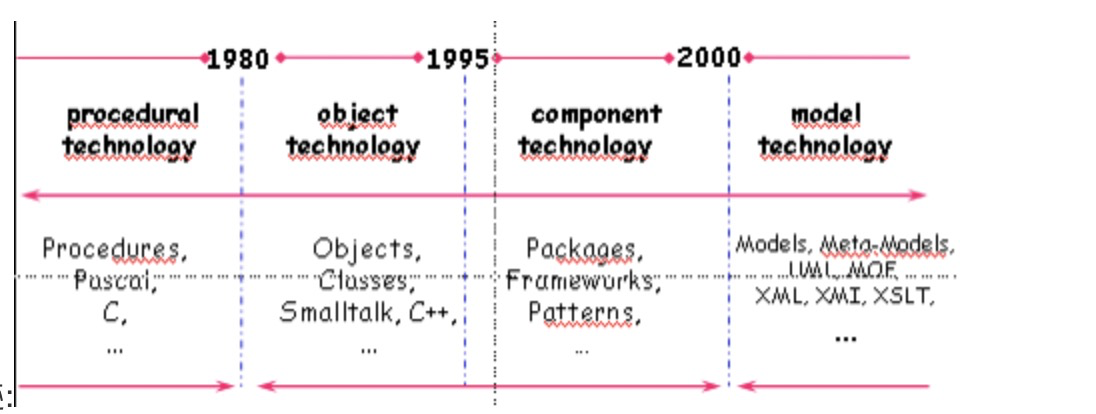 1980 1995 2000
procedural technology
object technology
component technology
model technology
Procedures,
Pascal,
C,
...
Objects,
Classes,
Smalltalk, C++,
...
Packages,
Frameworks,
Patterns,
...
Models, Meta-Models,
UML, MOF
XML, XMI, XSLT,
...